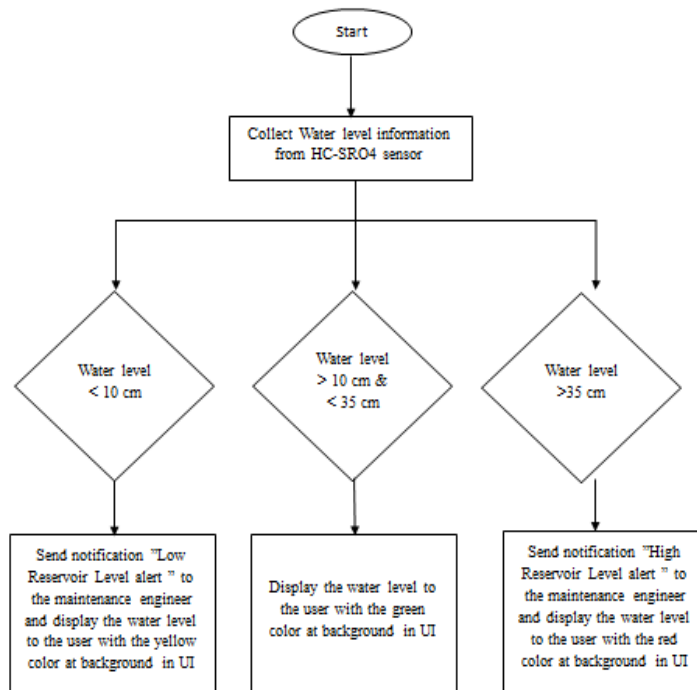 Start
Collect Water level information
from HC-SRO4 sensor
Water level
< 10 cm
Water level
> 10 cm &
< 35 cm
Water level
>35 cm
Send notification ”Low
Reservoir Level alert ” to
the maintenance engineer
and display the water level
to the user with the yellow
color at background in UI
Display the water level to
the user with the green
color at background in UI
Send notification ”High
Reservoir Level alert ” to
the maintenance engineer
and display the water level
to the user with the red
color at background in UI